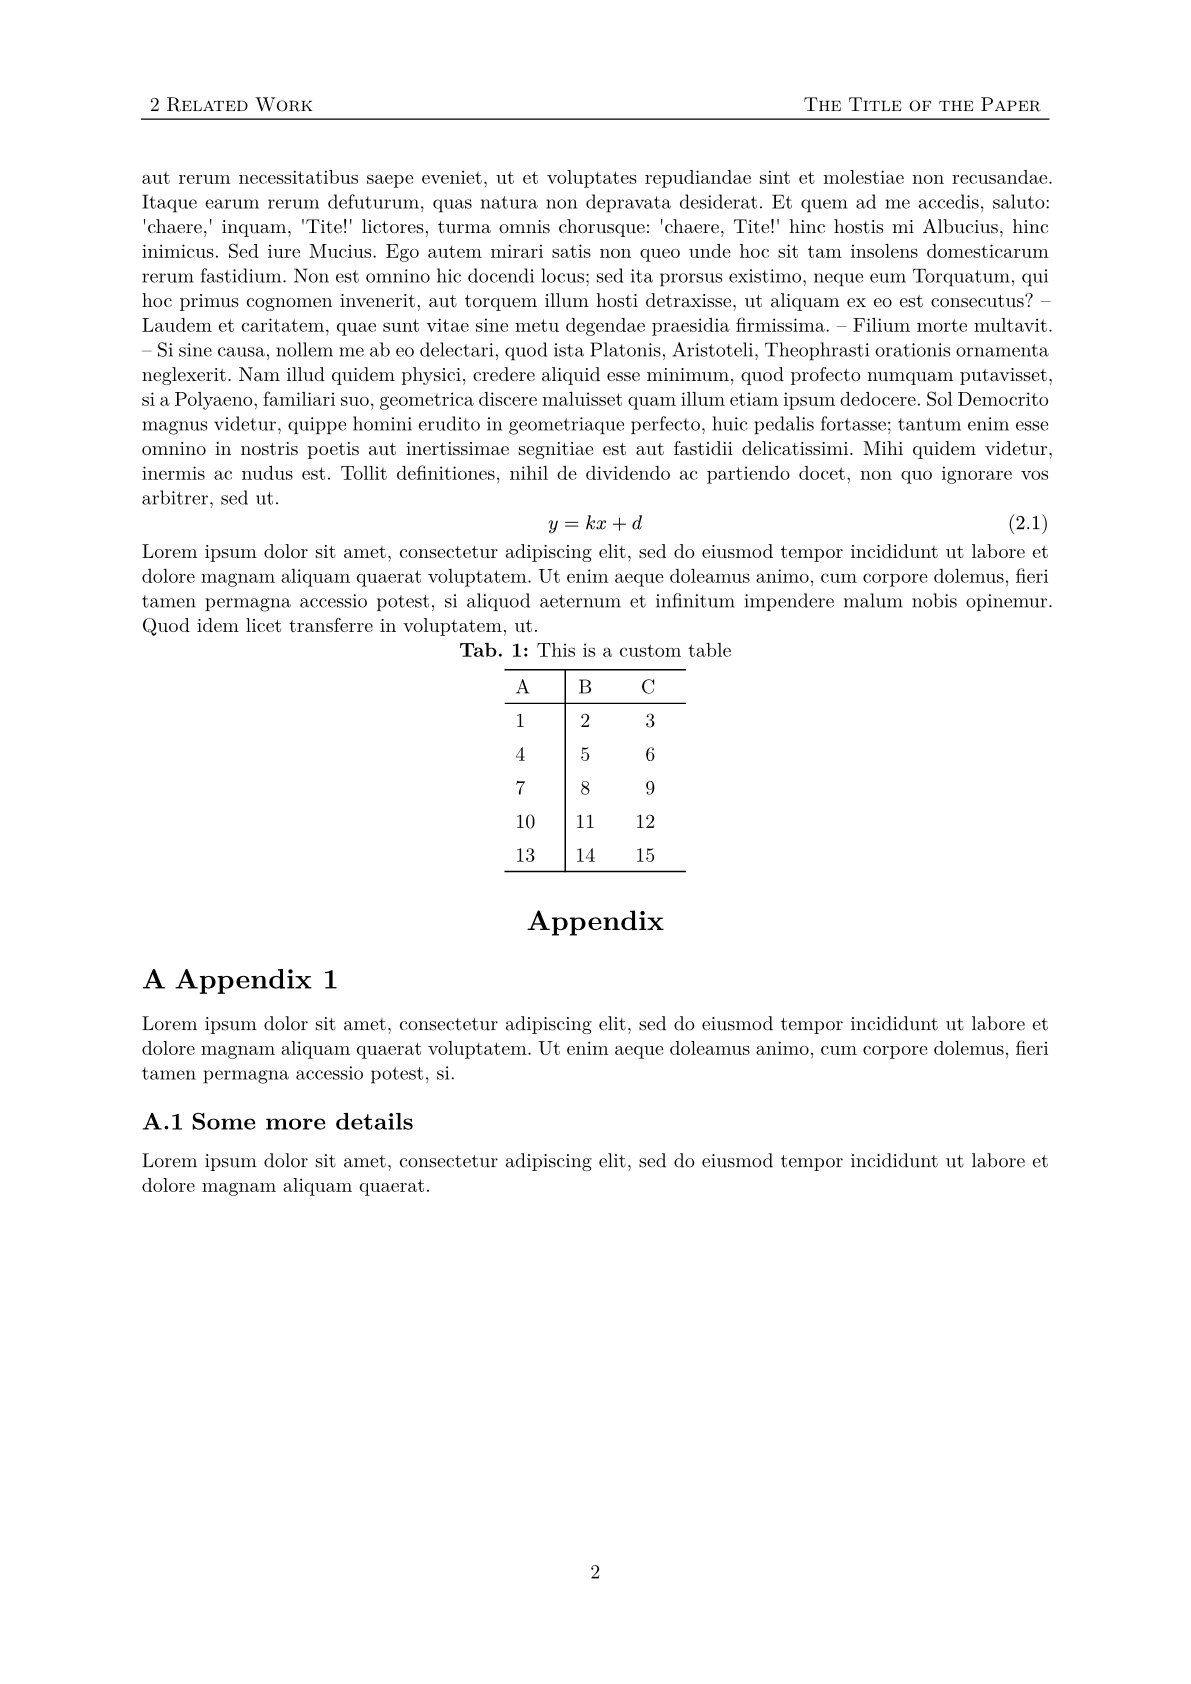 2 Related Work The Title of the Paper
aut rerum necessitatibus saepe eveniet, ut et voluptates repudiandae sint et molestiae non recusandae.
Itaque earum rerum defuturum, quas natura non depravata desiderat. Et quem ad me accedis, saluto:
'chaere,' inquam, 'Tite!' lictores, turma omnis chorusque: 'chaere, Tite!' hinc hostis mi Albucius, hinc
inimicus. Sed iure Mucius. Ego autem mirari satis non queo unde hoc sit tam insolens domesticarum
rerum fastidium. Non est omnino hic docendi locus; sed ita prorsus existimo, neque eum Torquatum, qui
hoc primus cognomen invenerit, aut torquem illum hosti detraxisse, ut aliquam ex eo est consecutus? –
Laudem et caritatem, quae sunt vitae sine metu degendae praesidia firmissima. – Filium morte multavit.
– Si sine causa, nollem me ab eo delectari, quod ista Platonis, Aristoteli, Theophrasti orationis ornamenta
neglexerit. Nam illud quidem physici, credere aliquid esse minimum, quod profecto numquam putavisset,
si a Polyaeno, familiari suo, geometrica discere maluisset quam illum etiam ipsum dedocere. Sol Democrito
magnus videtur, quippe homini erudito in geometriaque perfecto, huic pedalis fortasse; tantum enim esse
omnino in nostris poetis aut inertissimae segnitiae est aut fastidii delicatissimi. Mihi quidem videtur,
inermis ac nudus est. Tollit definitiones, nihil de dividendo ac partiendo docet, non quo ignorare vos
arbitrer, sed ut.
y = kx + d (2.1)
Lorem ipsum dolor sit amet, consectetur adipiscing elit, sed do eiusmod tempor incididunt ut labore et
dolore magnam aliquam quaerat voluptatem. Ut enim aeque doleamus animo, cum corpore dolemus, fieri
tamen permagna accessio potest, si aliquod aeternum et infinitum impendere malum nobis opinemur.
Quod idem licet transferre in voluptatem, ut.
Tab. 1: This is a custom table
A B C
1 2 3
4 5 6
7 8 9
10 11 12
13 14 15
Appendix
A Appendix 1
Lorem ipsum dolor sit amet, consectetur adipiscing elit, sed do eiusmod tempor incididunt ut labore et
dolore magnam aliquam quaerat voluptatem. Ut enim aeque doleamus animo, cum corpore dolemus, fieri
tamen permagna accessio potest, si.
A.1 Some more details
Lorem ipsum dolor sit amet, consectetur adipiscing elit, sed do eiusmod tempor incididunt ut labore et
dolore magnam aliquam quaerat.
2